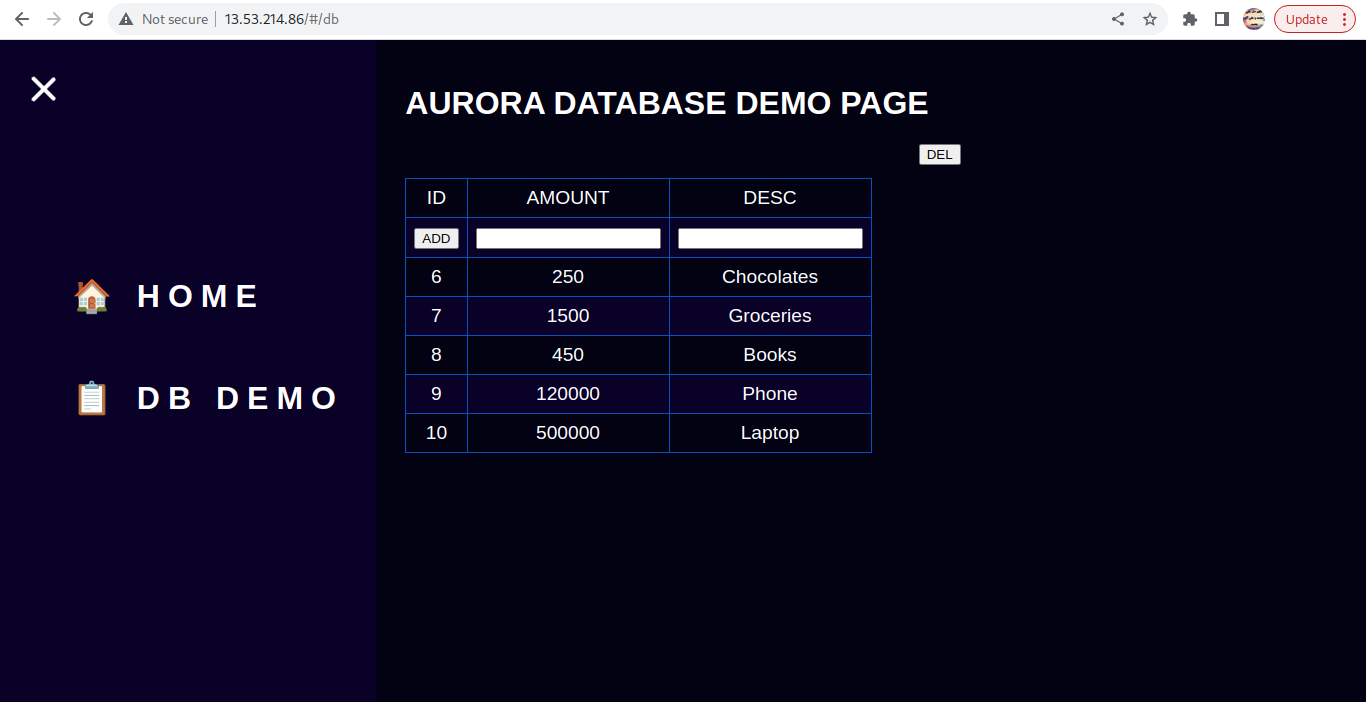 Not secure 13.53.214.86/#/db Update
AURORA DATABASE DEMO PAGE
DEL
ID AMOUNT DESC
ADD
6 250 Chocolates
HOME
7 1500 Groceries
8 450 Books
DB DEMO
9 120000 Phone
10 500000 Laptop